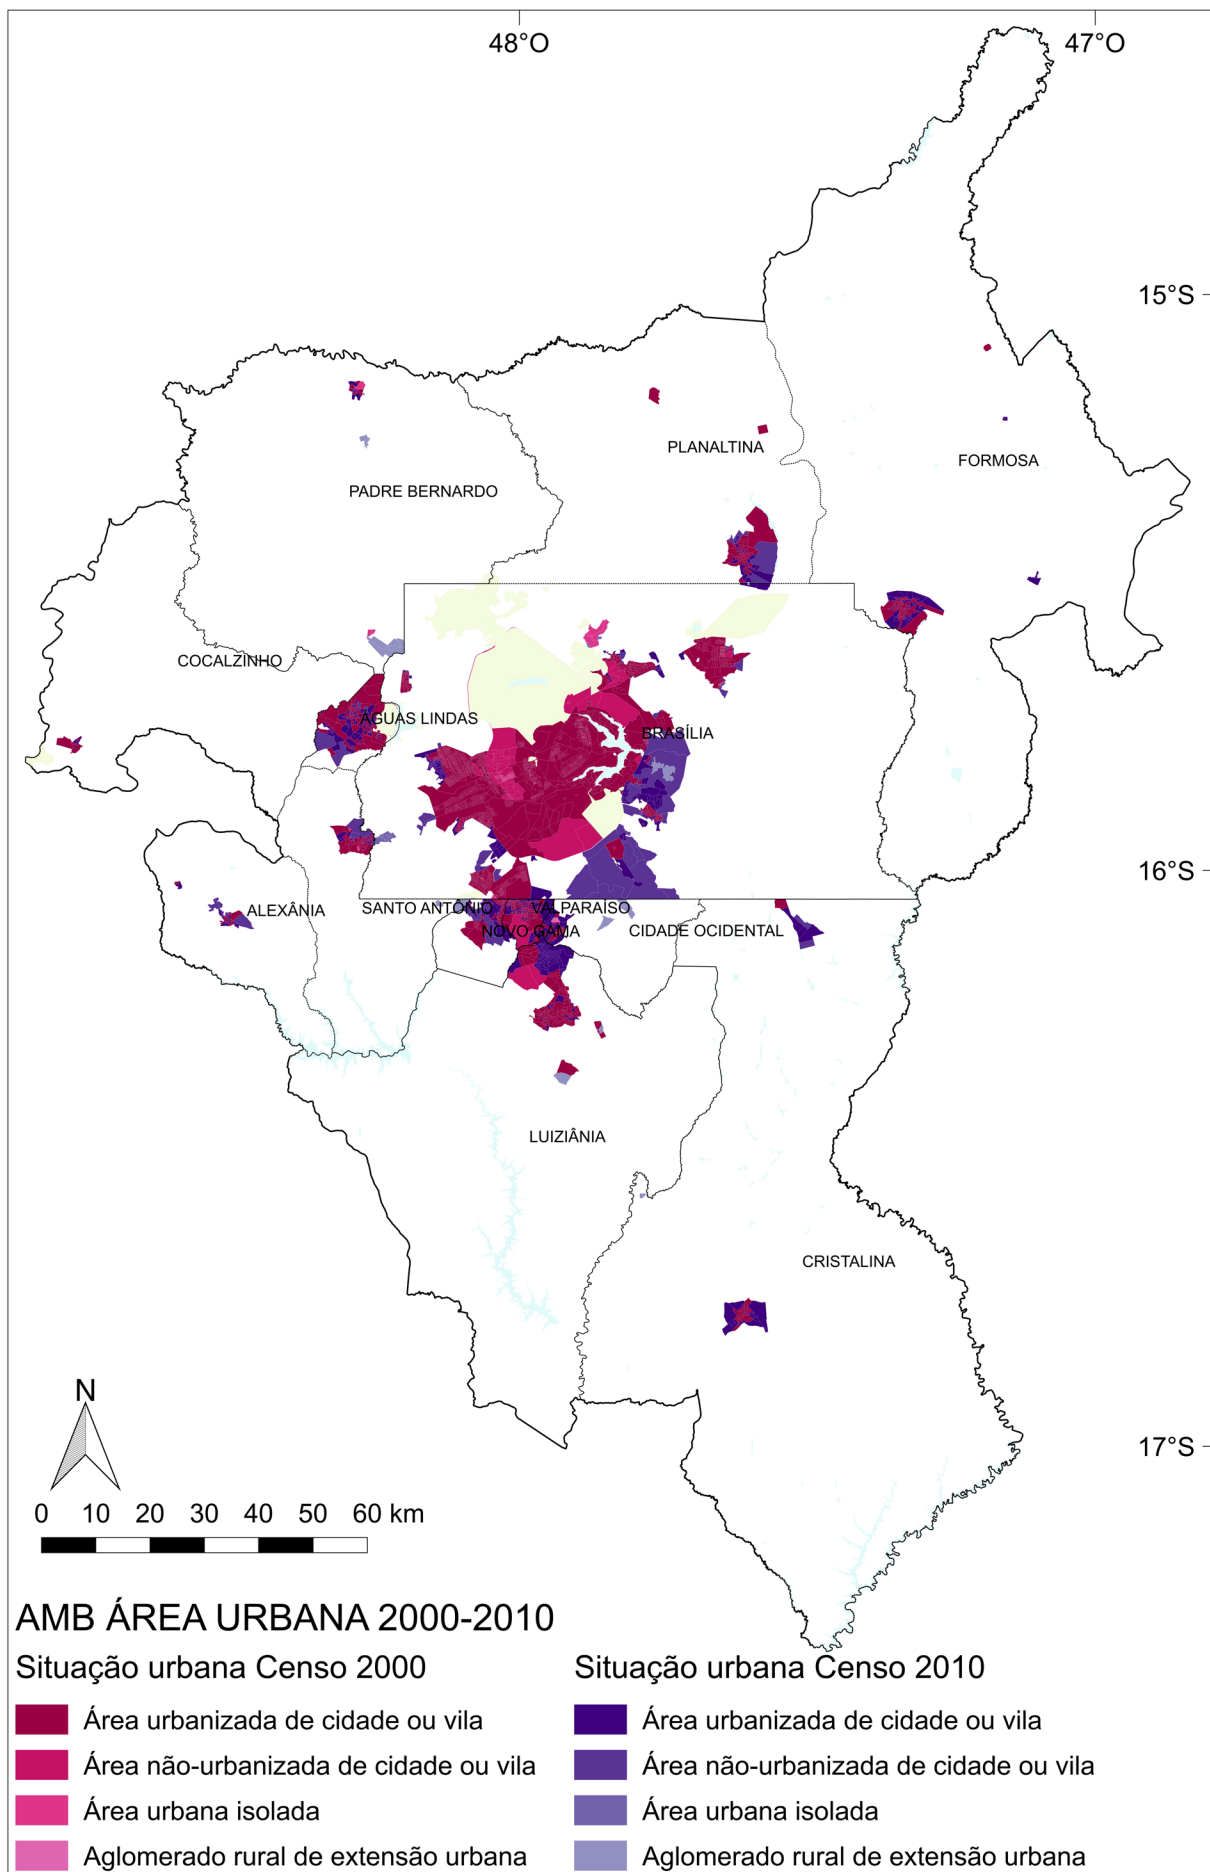 48°O
47°O
15°S
PLANALTINA
FORMOSA
PADRE BERNARDO
COCALZINHO
ÁGUAS LINDAS
BRASÍLIA
16°S
ALEXÂNIA
SANTO ANTÔNIO
VALPARAÍSO
NOVO GAMA
CIDADE OCIDENTAL
LUIZIÂNIA
CRISTALINA
N
17°S
0 10 20 30 40 50 60 km
AMB ÁREA URBANA 2000-2010
Situação urbana Censo 2000
Área urbanizada de cidade ou vila
Área não-urbanizada de cidade ou vila
Área urbana isolada
Aglomerado rural de extensão urbana
Situação urbana Censo 2010
Área urbanizada de cidade ou vila
Área não-urbanizada de cidade ou vila
Área urbana isolada
Aglomerado rural de extensão urbana